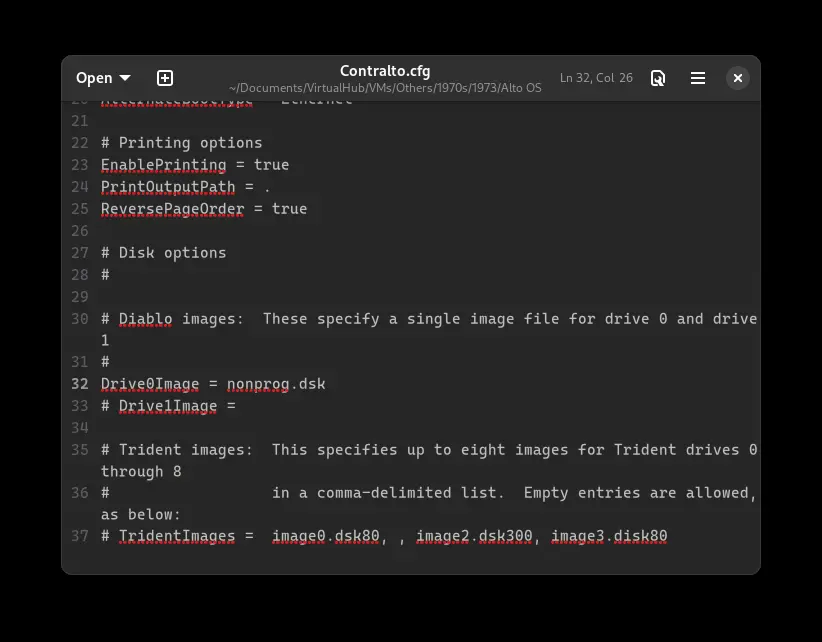 Open
Contralto.cfg
~/Documents/VirtualHub/VMs/Others/1970s/1973/Alto OS
Ln 32, Col 26
20 AlternateBootType = Ethernet
21
22 # Printing options
23 EnablePrinting = true
24 PrintOutputPath = .
25 ReversePageOrder = true
26
27 # Disk options
28 #
29
30 # Diablo images:  These specify a single image file for drive 0 and drive
1
31 #
32 Drive0Image = nonprog.dsk
33 # Drive1Image =
34
35 # Trident images:  This specifies up to eight images for Trident drives 0
through 8
36 #                  in a comma-delimited list.  Empty entries are allowed,
as below:
37 # TridentImages =  image0.dsk80, , image2.dsk300, image3.disk80